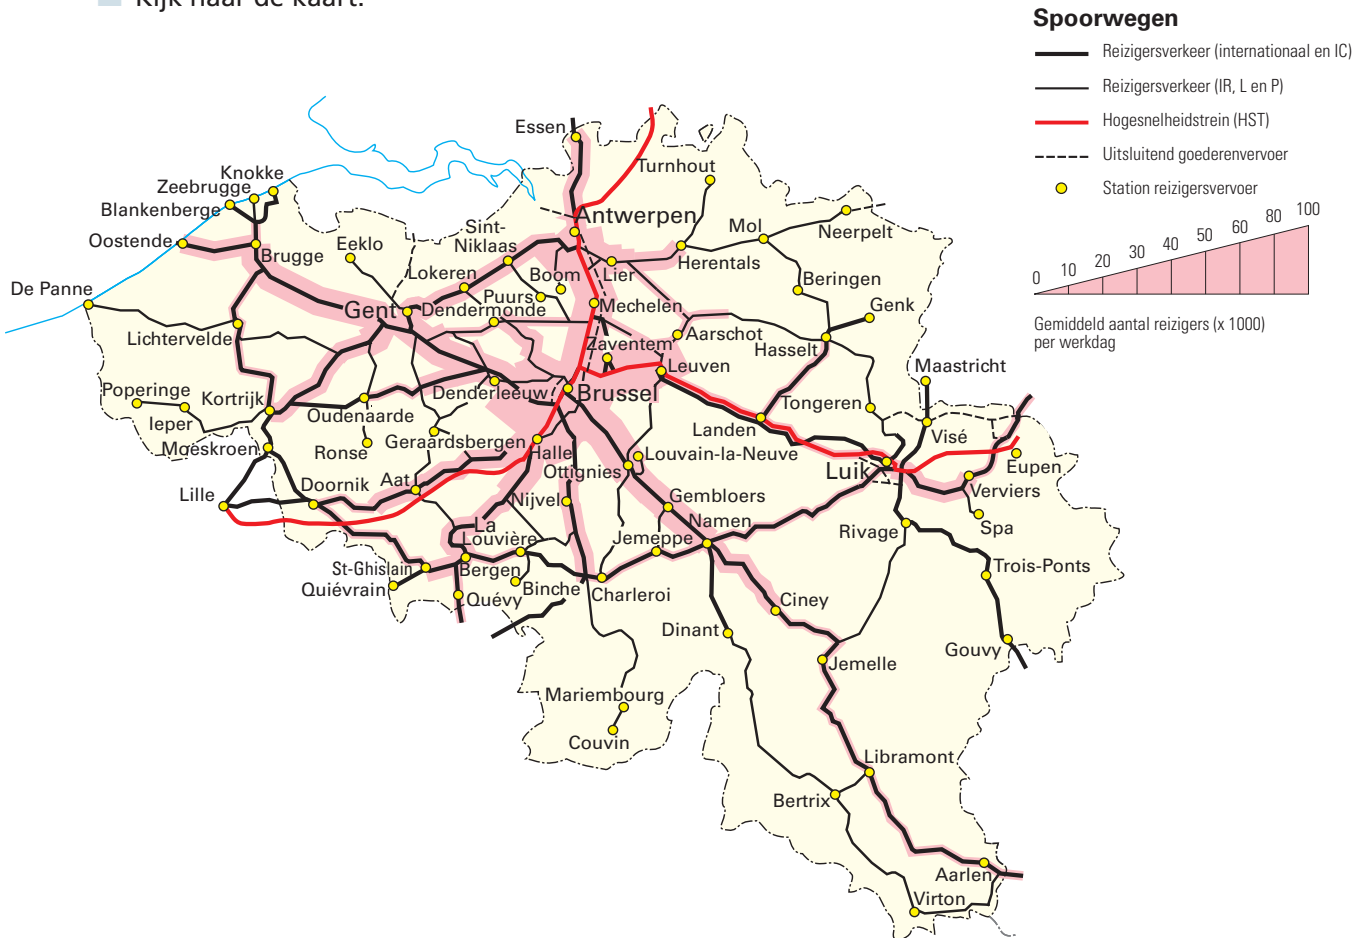 Kijk naar de kaart.
Spoorwegen
Reizigersverkeer (internationaal en IC)
Reizigersverkeer (IR, L en P)
Hogesnelheidstrein (HST)
Uitsluitend goederenvervoer
Station reizigersvervoer
0 10 20 30 40 50 60 80 100
Gemiddeld aantal reizigers (x 1000)
per werkdag
Essen
Turnhout
Knokke
Zeebrugge
Blankenberge
Antwerpen
Oostende
Brugge
Eeklo
Sint-
Niklaas
Mol
Neerpelt
Herentals
Lokeren
Boom
Lier
Beringen
De Panne
Puurs
Gent
Dendermonde
Mechelen
Genk
Lichtervelde
Aarschot
Zaventem
Hasselt
Leuven
Maastricht
Poperinge
Kortrijk
Denderleeuw
Brussel
Tongeren
Ieper
Oudenaarde
Landen
Visé
Moeskroen
Ronse
Geraardsbergen
Halle
Louvain-la-Neuve
Luik
Eupen
Ottignies
Lille
Doornik
Aat
Nijvel
Gembloers
Verviers
Spa
La
Louvière
Namen
Jemeppe
Rivage
St-Ghislain
Bergen
Trois-Ponts
Quiévrain
Quévy
Binche
Charleroi
Ciney
Dinant
Gouvy
Jemelle
Mariembourg
Couvin
Libramont
Bertrix
Aarlen
Virton